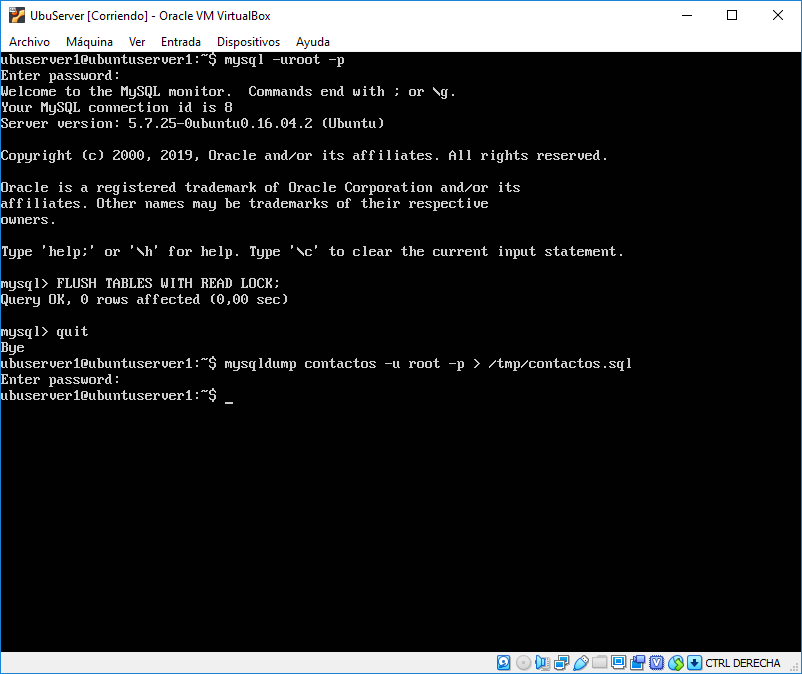 UbuServer [Corriendo] - Oracle VM VirtualBox
Archivo Máquina Ver Entrada Dispositivos Ayuda
ubuserver1@ubuntuserver1:~$ mysql -uroot -p
Enter password:
Welcome to the MySQL monitor.  Commands end with ; or \g.
Your MySQL connection id is 8
Server version: 5.7.25-0ubuntu0.16.04.2 (Ubuntu)
Copyright (c) 2000, 2019, Oracle and/or its affiliates. All rights reserved.
Oracle is a registered trademark of Oracle Corporation and/or its
affiliates. Other names may be trademarks of their respective
owners.
Type 'help;' or '\h' for help. Type '\c' to clear the current input statement.
mysql> FLUSH TABLES WITH READ LOCK;
Query OK, 0 rows affected (0,00 sec)
mysql> quit
Bye
ubuserver1@ubuntuserver1:~$ mysqldump contactos -u root -p > /tmp/contactos.sql
Enter password:
ubuserver1@ubuntuserver1:~$ _
CTRL DERECHA